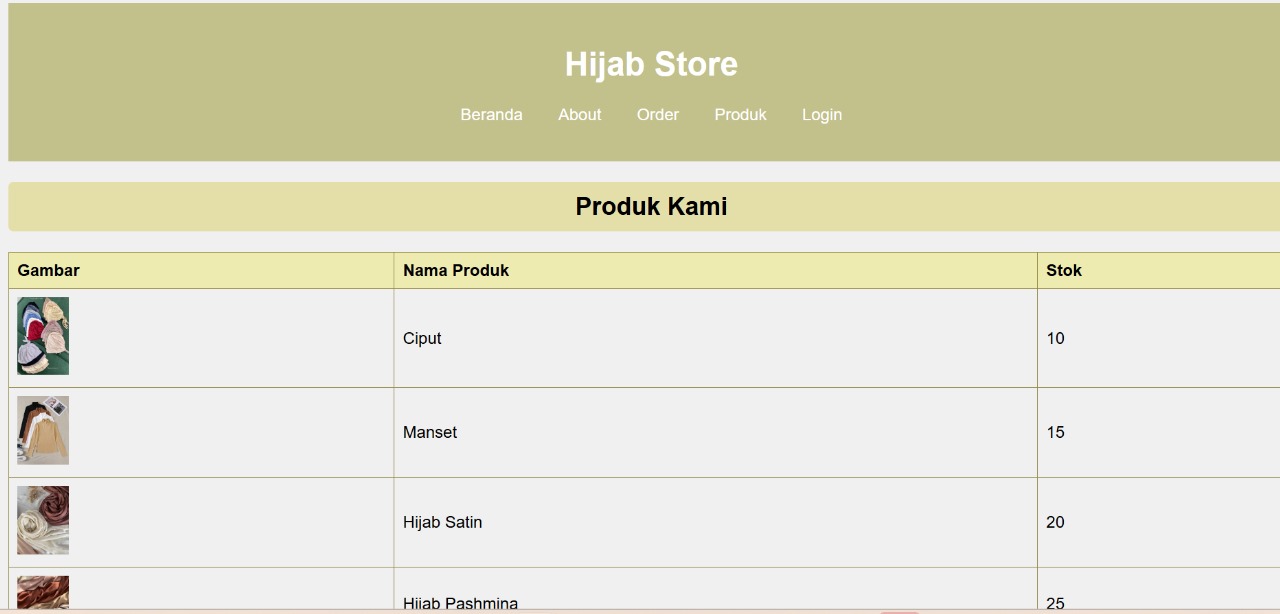 Hijab Store
Beranda About Order Produk Login
Produk Kami
Gambar Nama Produk Stok
Ciput 10
Manset 15
Hijab Satin 20
Hijab Pashmina 25